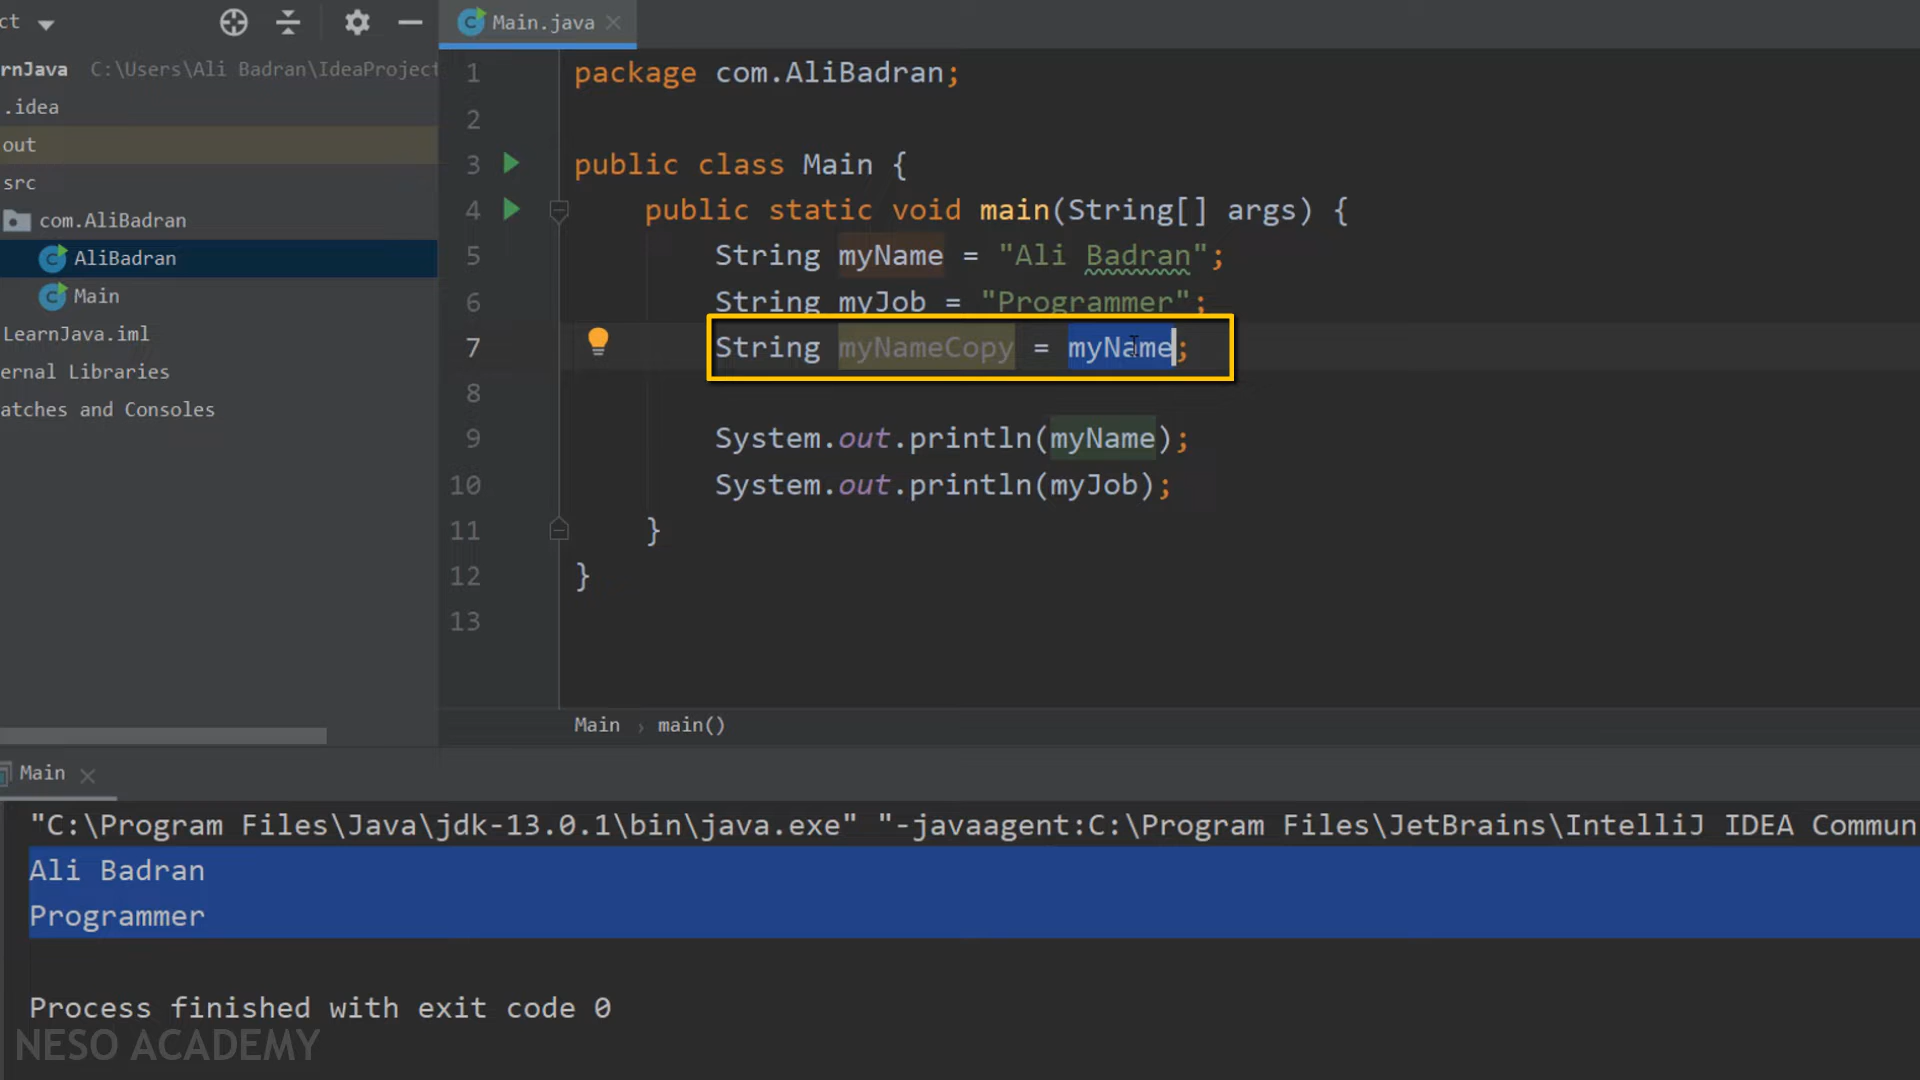 ct
Main.java
rnJava C:\Users\Ali Badran\IdeaProject
.idea
out
src
com.AliBadran
AliBadran
Main
LearnJava.iml
ernal Libraries
atches and Consoles
1 package com.AliBadran;
2
3 public class Main {
4 public static void main(String[] args) {
5 String myName = "Ali Badran";
6 String myJob = "Programmer";
7 String myNameCopy = myName;
8
9 System.out.println(myName);
10 System.out.println(myJob);
11 }
12 }
13
Main › main()
Main
"C:\Program Files\Java\jdk-13.0.1\bin\java.exe" "-javaagent:C:\Program Files\JetBrains\IntelliJ IDEA Commun
Ali Badran
Programmer
Process finished with exit code 0
NESO ACADEMY